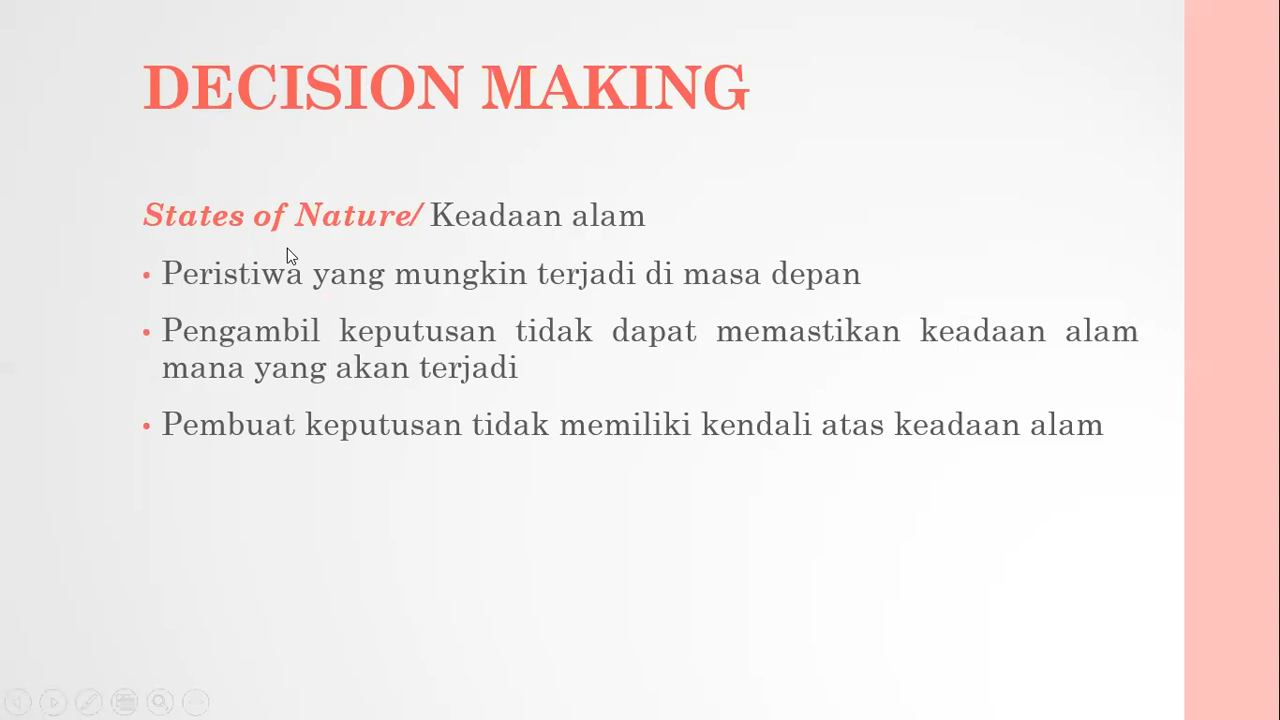 DECISION MAKING
States of Nature/ Keadaan alam
• Peristiwa yang mungkin terjadi di masa depan
• Pengambil keputusan tidak dapat memastikan keadaan alam
mana yang akan terjadi
• Pembuat keputusan tidak memiliki kendali atas keadaan alam